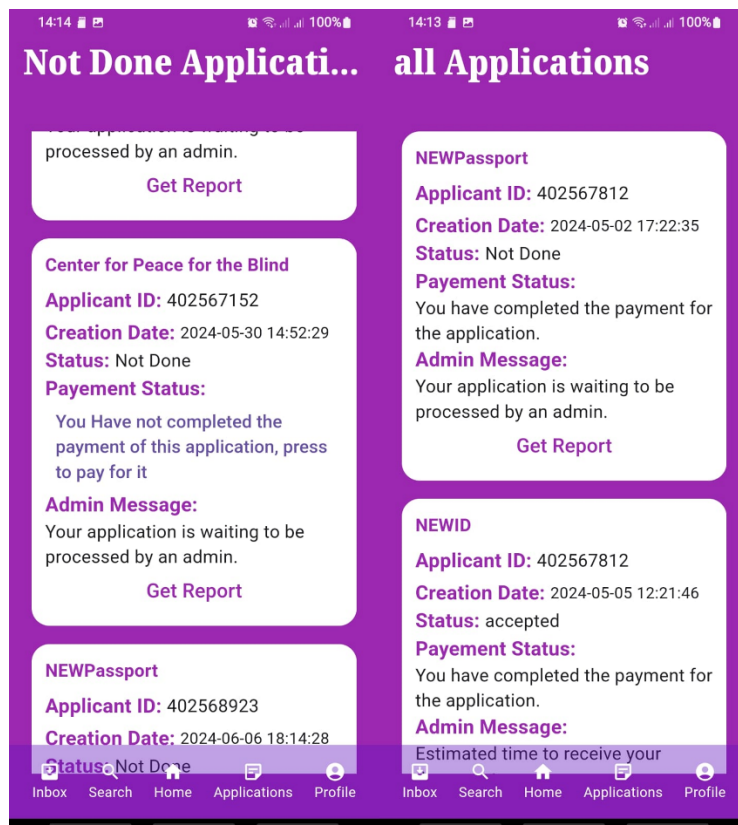 14:14
100%
Not Done Applicati...
processed by an admin.
Get Report
Center for Peace for the Blind
Applicant ID: 402567152
Creation Date: 2024-05-30 14:52:29
Status: Not Done
Payement Status:
You Have not completed the
payment of this application, press
to pay for it
Admin Message:
Your application is waiting to be
processed by an admin.
Get Report
NEWPassport
Applicant ID: 402568923
Creation Date: 2024-06-06 18:14:28
Status: Not Done
Inbox Search Home Applications Profile
14:13
100%
all Applications
NEWPassport
Applicant ID: 402567812
Creation Date: 2024-05-02 17:22:35
Status: Not Done
Payement Status:
You have completed the payment for
the application.
Admin Message:
Your application is waiting to be
processed by an admin.
Get Report
NEWID
Applicant ID: 402567812
Creation Date: 2024-05-05 12:21:46
Status: accepted
Payement Status:
You have completed the payment for
the application.
Admin Message:
Estimated time to receive your
Inbox Search Home Applications Profile